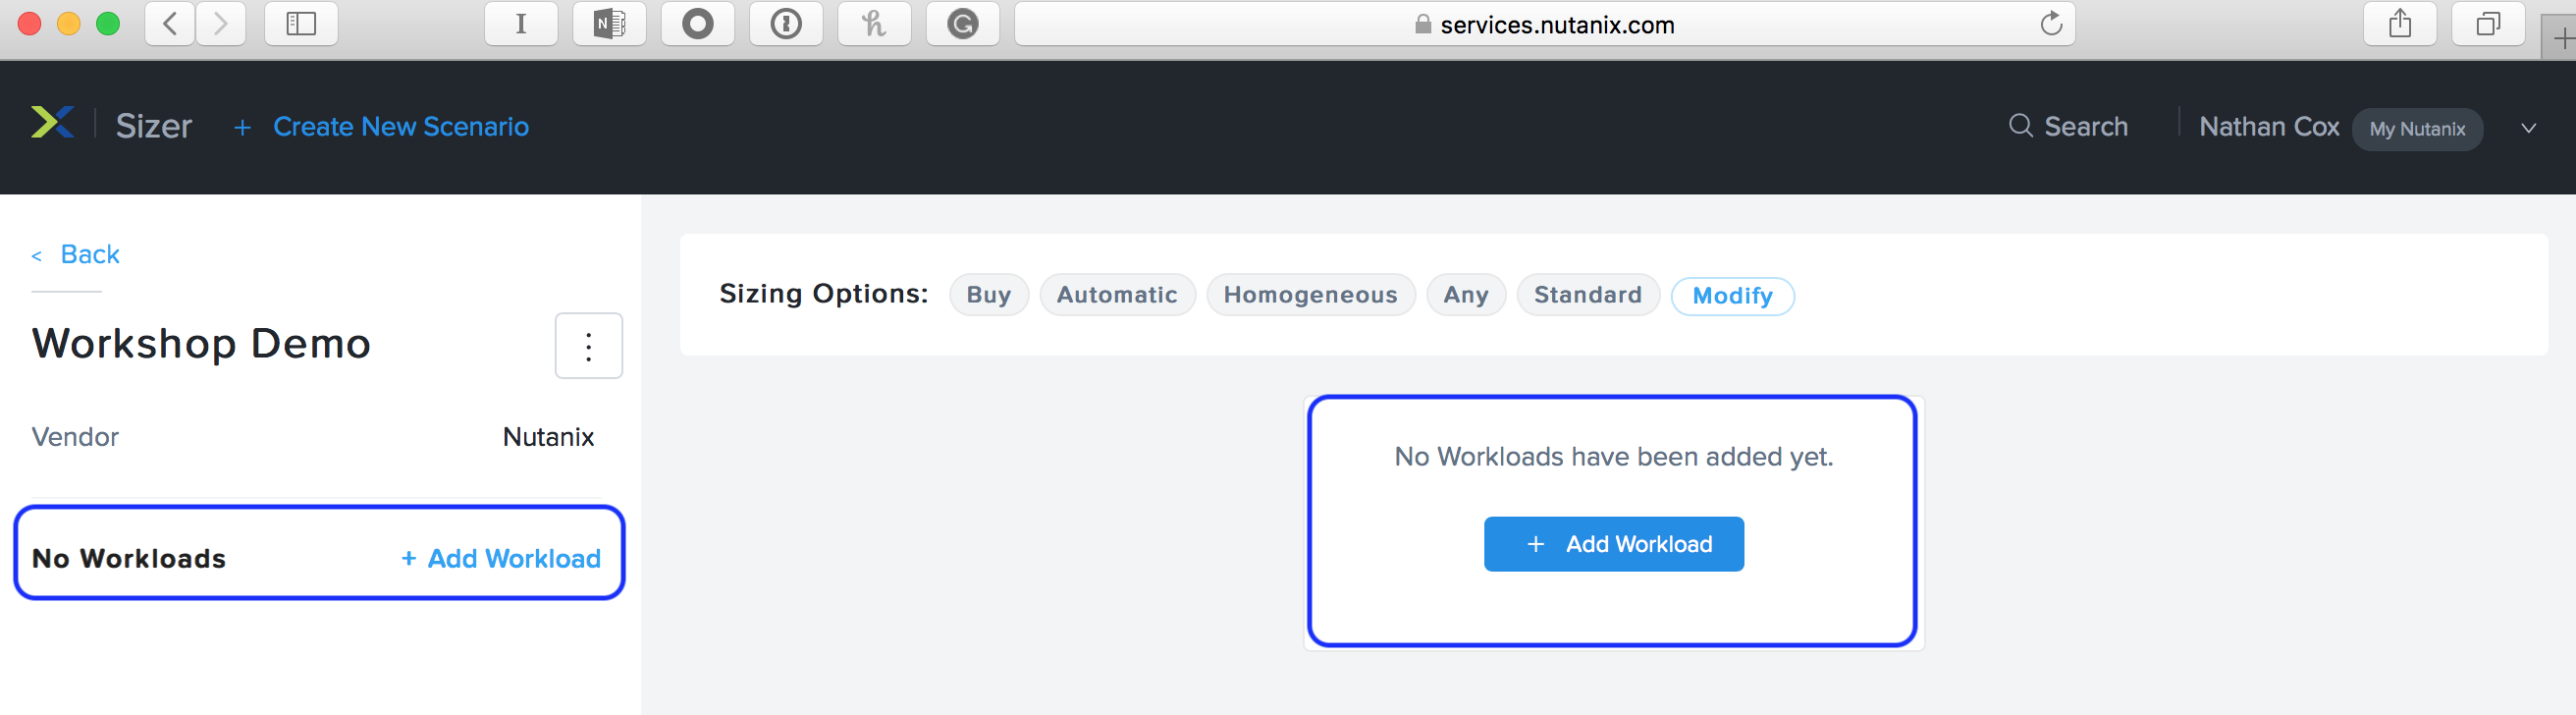 services.nutanix.com
Sizer + Create New Scenario Search Nathan Cox My Nutanix
< Back
Workshop Demo
Vendor Nutanix
No Workloads + Add Workload
Sizing Options: Buy Automatic Homogeneous Any Standard Modify
No Workloads have been added yet.
+ Add Workload